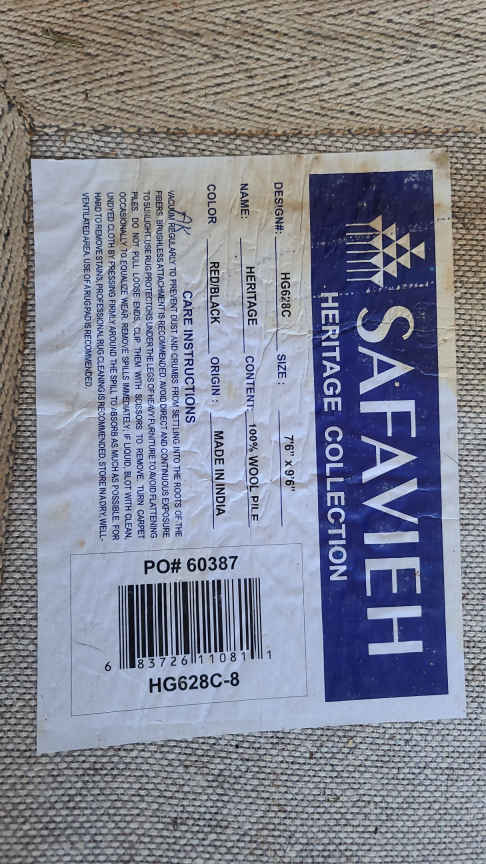 SAFAVIEH
HERITAGE COLLECTION
DESIGN#: HG628C SIZE : 7'6" x 9'6"
NAME: HERITAGE CONTENT: 100% WOOL PILE
COLOR RED/BLACK ORIGIN : MADE IN INDIA
AK
CARE INSTRUCTIONS
VACUUM REGULARLY TO PREVENT DUST AND CRUMBS FROM SETTLING INTO THE ROOTS OF THE
FIBERS. BRUSHLESS ATTACHMENT IS RECOMMENDED. AVOID DIRECT AND CONTINUOUS EXPOSURE
TO SUNLIGHT. USE RUG PROTECTORS UNDER THE LEGS OF HEAVY FURNITURE TO AVOID FLATTENING
PILES. DO NOT PULL LOOSE ENDS, CLIP THEM WITH SCISSORS TO REMOVE. TURN CARPET
OCCASIONALLY TO EQUALIZE WEAR. REMOVE SPILLS IMMEDIATELY. IF LIQUID, BLOT WITH CLEAN,
UNDYED CLOTH BY PRESSING FIRMLY AROUND THE SPILL TO ABSORB AS MUCH AS POSSIBLE. FOR
HARD TO REMOVE STAINS, PROFESSIONAL RUG CLEANING IS RECOMMENDED. STORE IN A DRY, WELL-
VENTILATED AREA. USE OF A RUG PAD IS RECOMMENDED.
PO# 60387
6 83726 11081 1
HG628C-8